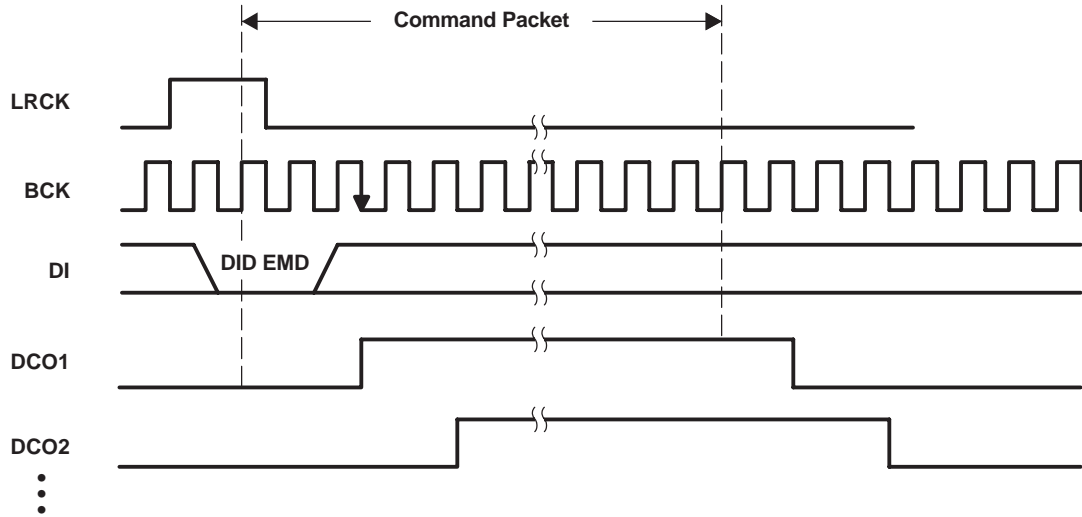 Command Packet
LRCK
BCK
DI
DID EMD
DCO1
DCO2